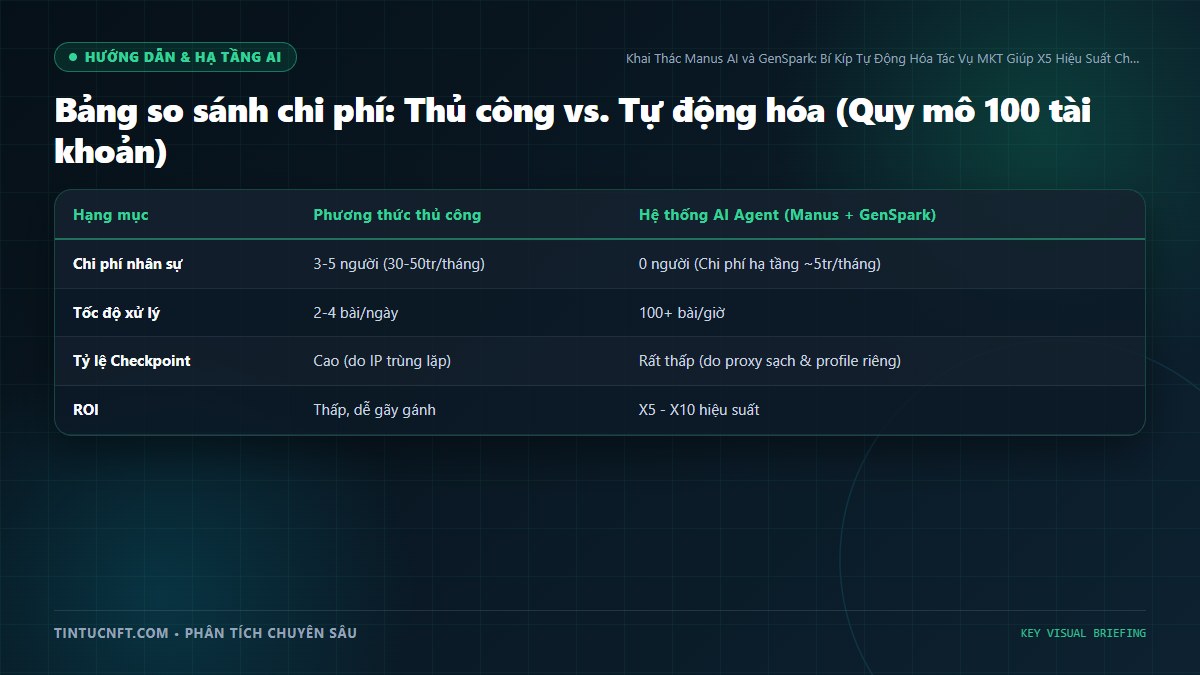 HƯỚNG DẪN & HẠ TẦNG AI
Khai Thác Manus AI và GenSpark: Bí Kíp Tự Động Hóa Tác Vụ MKT Giúp X5 Hiệu Suất Ch...
Bảng so sánh chi phí: Thủ công vs. Tự động hóa (Quy mô 100 tài
khoản)
Hạng mục Phương thức thủ công Hệ thống AI Agent (Manus + GenSpark)
Chi phí nhân sự 3-5 người (30-50tr/tháng) 0 người (Chi phí hạ tầng ~5tr/tháng)
Tốc độ xử lý 2-4 bài/ngày 100+ bài/giờ
Tỷ lệ Checkpoint Cao (do IP trùng lặp) Rất thấp (do proxy sạch & profile riêng)
ROI Thấp, dễ gãy gánh X5 - X10 hiệu suất
TINTUCNFT.COM • PHÂN TÍCH CHUYÊN SÂU
KEY VISUAL BRIEFING